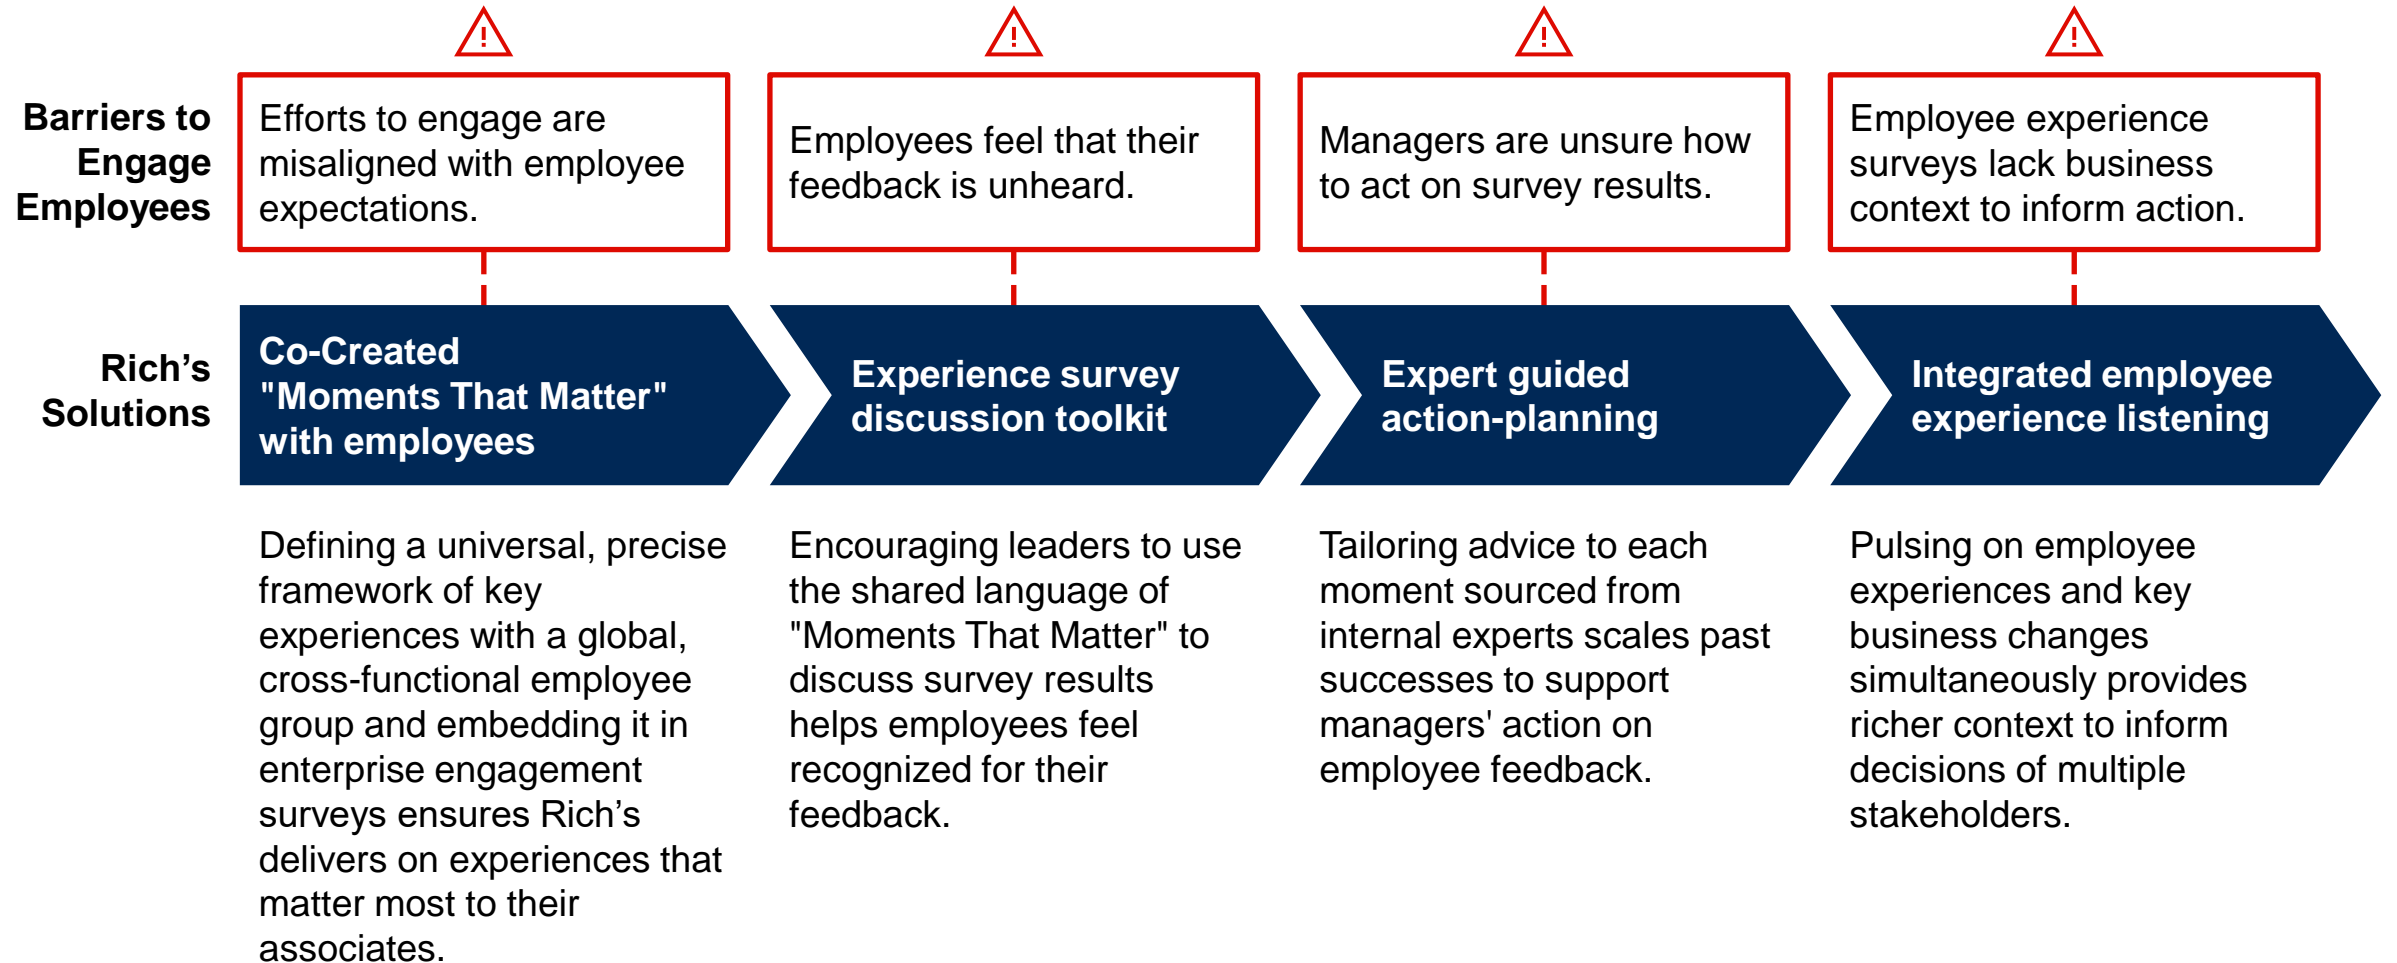 Barriers to
Engage
Employees
Efforts to engage are
misaligned with employee
expectations.
Employees feel that their
feedback is unheard.
Managers are unsure how
to act on survey results.
Employee experience
surveys lack business
context to inform action.
Rich’s
Solutions
Co-Created
"Moments That Matter"
with employees
Experience survey
discussion toolkit
Expert guided
action-planning
Integrated employee
experience listening
Defining a universal, precise
framework of key
experiences with a global,
cross-functional employee
group and embedding it in
enterprise engagement
surveys ensures Rich’s
delivers on experiences that
matter most to their
associates.
Encouraging leaders to use
the shared language of
"Moments That Matter" to
discuss survey results
helps employees feel
recognized for their
feedback.
Tailoring advice to each
moment sourced from
internal experts scales past
successes to support
managers' action on
employee feedback.
Pulsing on employee
experiences and key
business changes
simultaneously provides
richer context to inform
decisions of multiple
stakeholders.